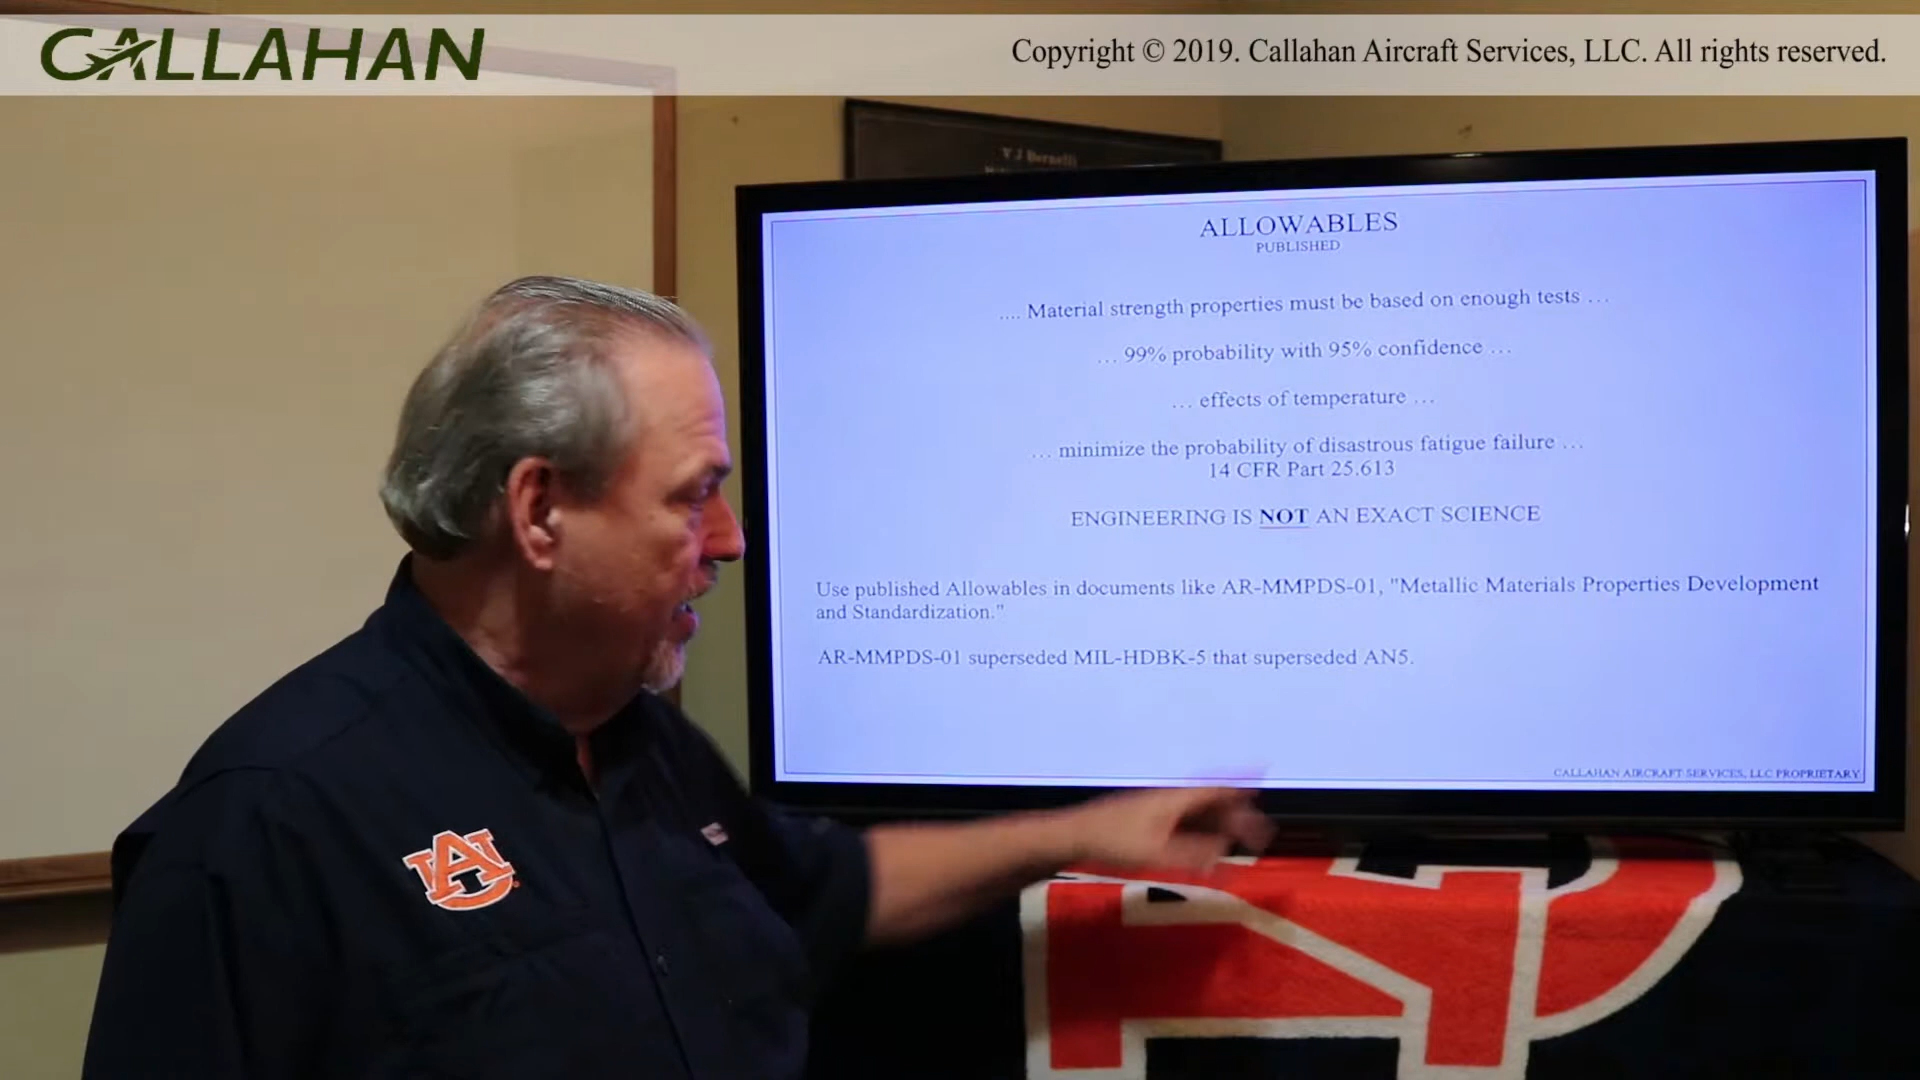 CALLAHAN
Copyright © 2019. Callahan Aircraft Services, LLC. All rights reserved.
V J Burnelli
ALLOWABLES
PUBLISHED
.... Material strength properties must be based on enough tests ...
... 99% probability with 95% confidence ...
... effects of temperature ...
... minimize the probability of disastrous fatigue failure ...
14 CFR Part 25.613
ENGINEERING IS NOT AN EXACT SCIENCE
Use published Allowables in documents like AR-MMPDS-01, "Metallic Materials Properties Development
and Standardization."
AR-MMPDS-01 superseded MIL-HDBK-5 that superseded AN5.
CALLAHAN AIRCRAFT SERVICES, LLC PROPRIETARY
AU